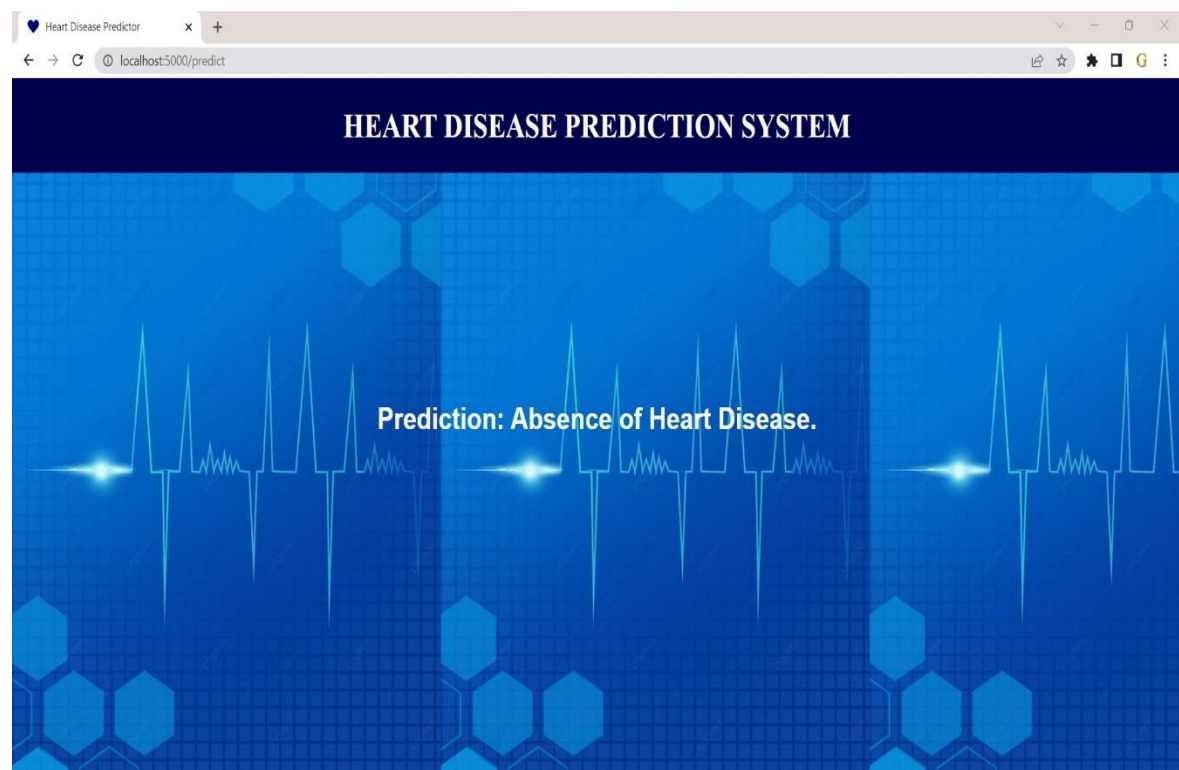 Heart Disease Predictor
localhost:5000/predict
HEART DISEASE PREDICTION SYSTEM
Prediction: Absence of Heart Disease.